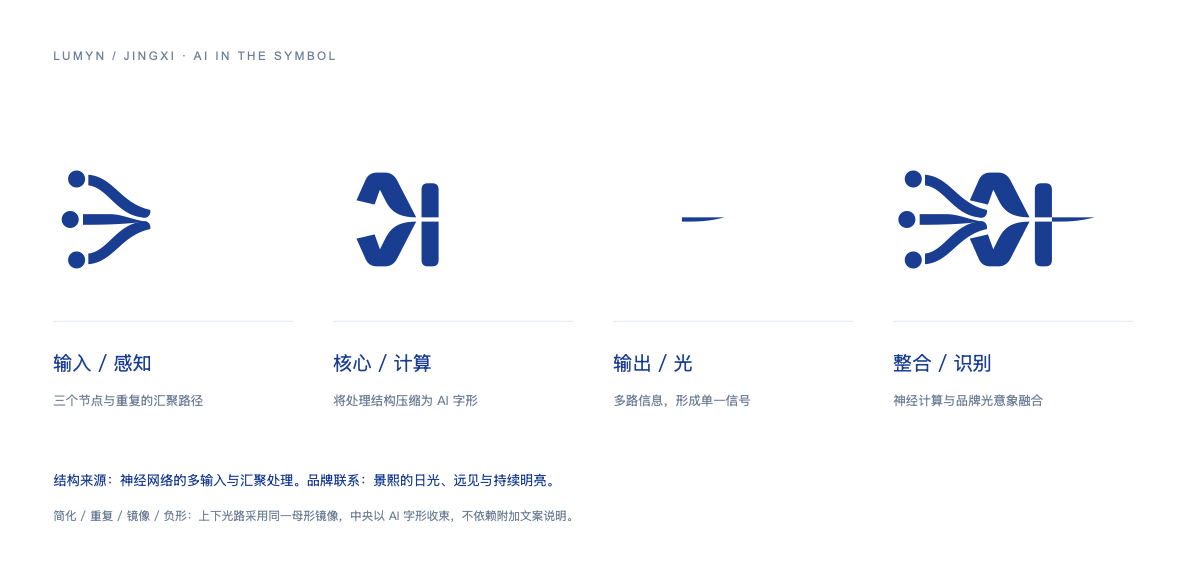 LUMYN / JINGXI · AI IN THE SYMBOL
AI
AI
输入 / 感知
核心 / 计算
输出 / 光
整合 / 识别
三个节点与重复的汇聚路径
将处理结构压缩为 AI 字形
多路信息，形成单一信号
神经计算与品牌光意象融合
结构来源：神经网络的多输入与汇聚处理。品牌联系：景熙的日光、远见与持续明亮。
简化 / 重复 / 镜像 / 负形：上下光路采用同一母形镜像，中央以 AI 字形收束，不依赖附加文案说明。